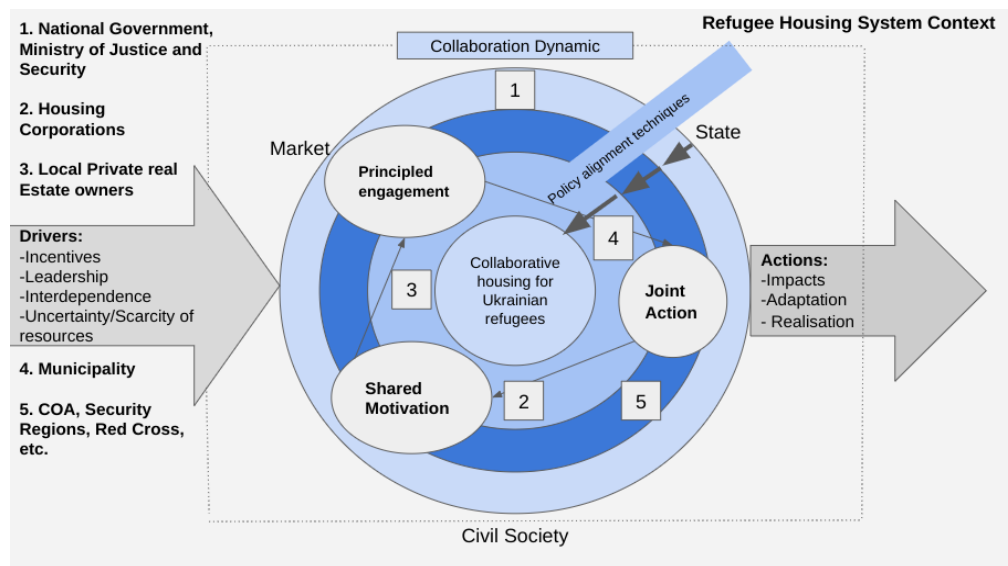 Refugee Housing System Context
1. National Government,
Ministry of Justice and
Security
2. Housing
Corporations
3. Local Private real
Estate owners
Drivers:
-Incentives
-Leadership
-Interdependence
-Uncertainty/Scarcity of
resources
4. Municipality
5. COA, Security
Regions, Red Cross,
etc.
Collaboration Dynamic
1
Market
State
Policy alignment techniques
Principled
engagement
4
3
Collaborative
housing for
Ukrainian
refugees
Joint
Action
Shared
Motivation
2
5
Civil Society
Actions:
-Impacts
-Adaptation
- Realisation